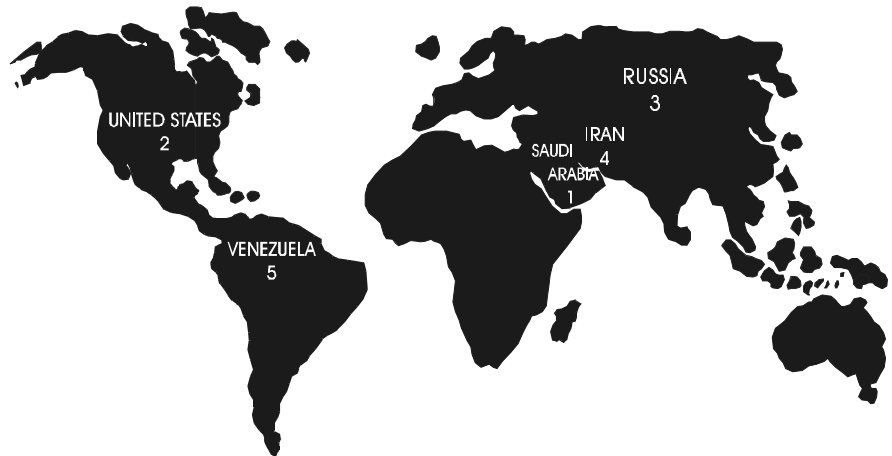 UNITED STATES
2
RUSSIA
3
IRAN
4
SAUDI
ARABIA
1
VENEZUELA
5